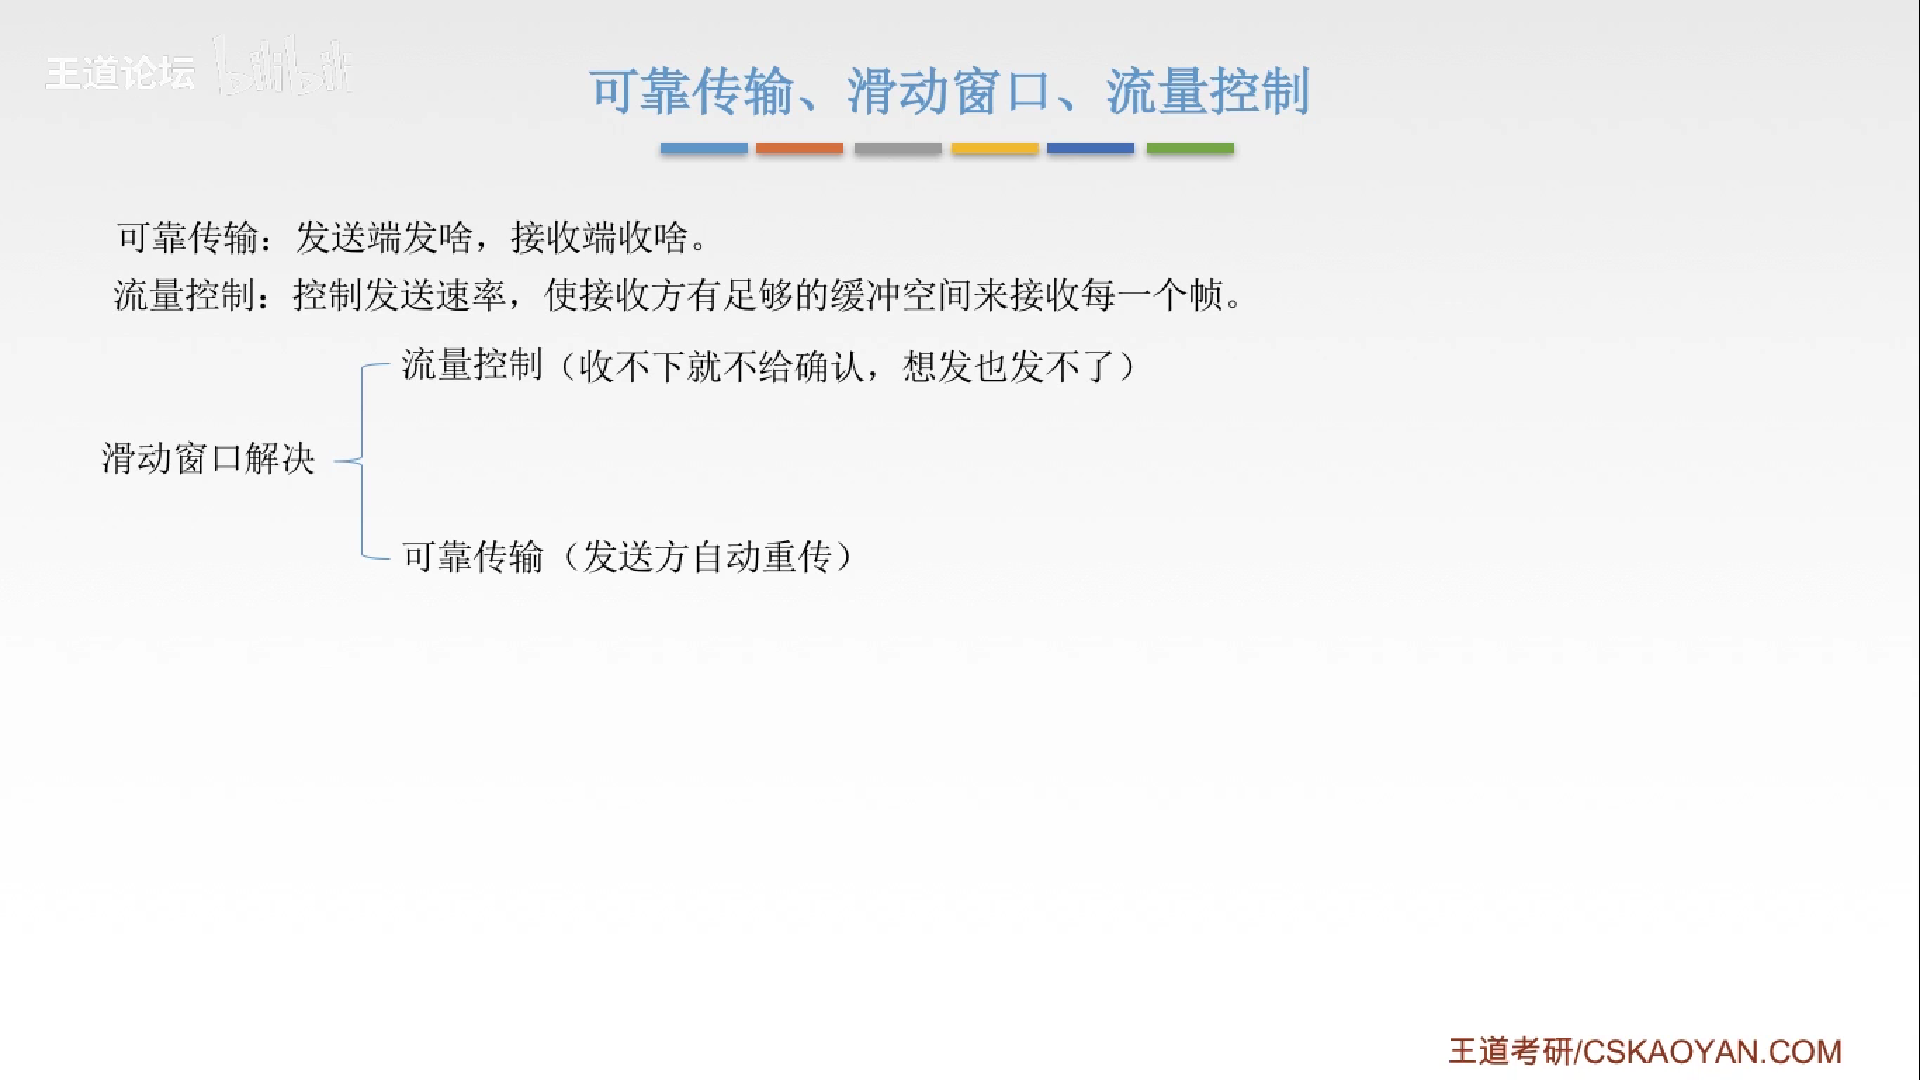 王道论坛 bilibili
可靠传输、滑动窗口、流量控制
可靠传输：发送端发啥，接收端收啥。
流量控制：控制发送速率，使接收方有足够的缓冲空间来接收每一个帧。
流量控制（收不下就不给确认，想发也发不了）
滑动窗口解决
可靠传输（发送方自动重传）
王道考研/CSKAOYAN.COM